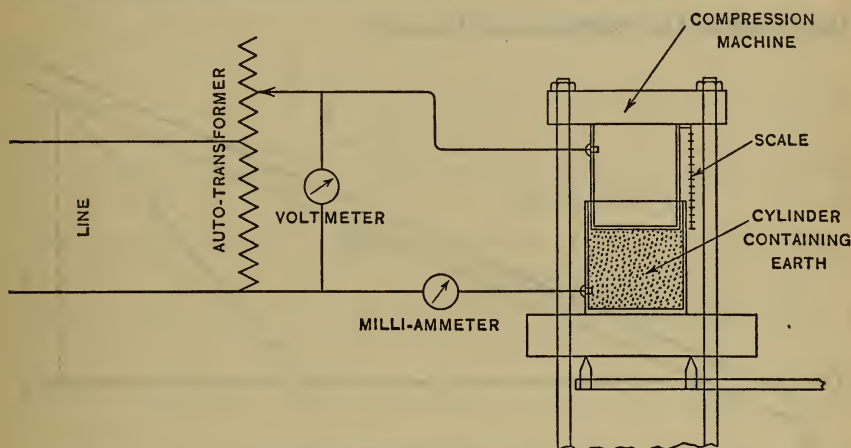 COMPRESSION
MACHINE
AUTO-TRANSFORMER
SCALE
LINE
VOLTMETER
CYLINDER
CONTAINING
EARTH
MILLI-AMMETER